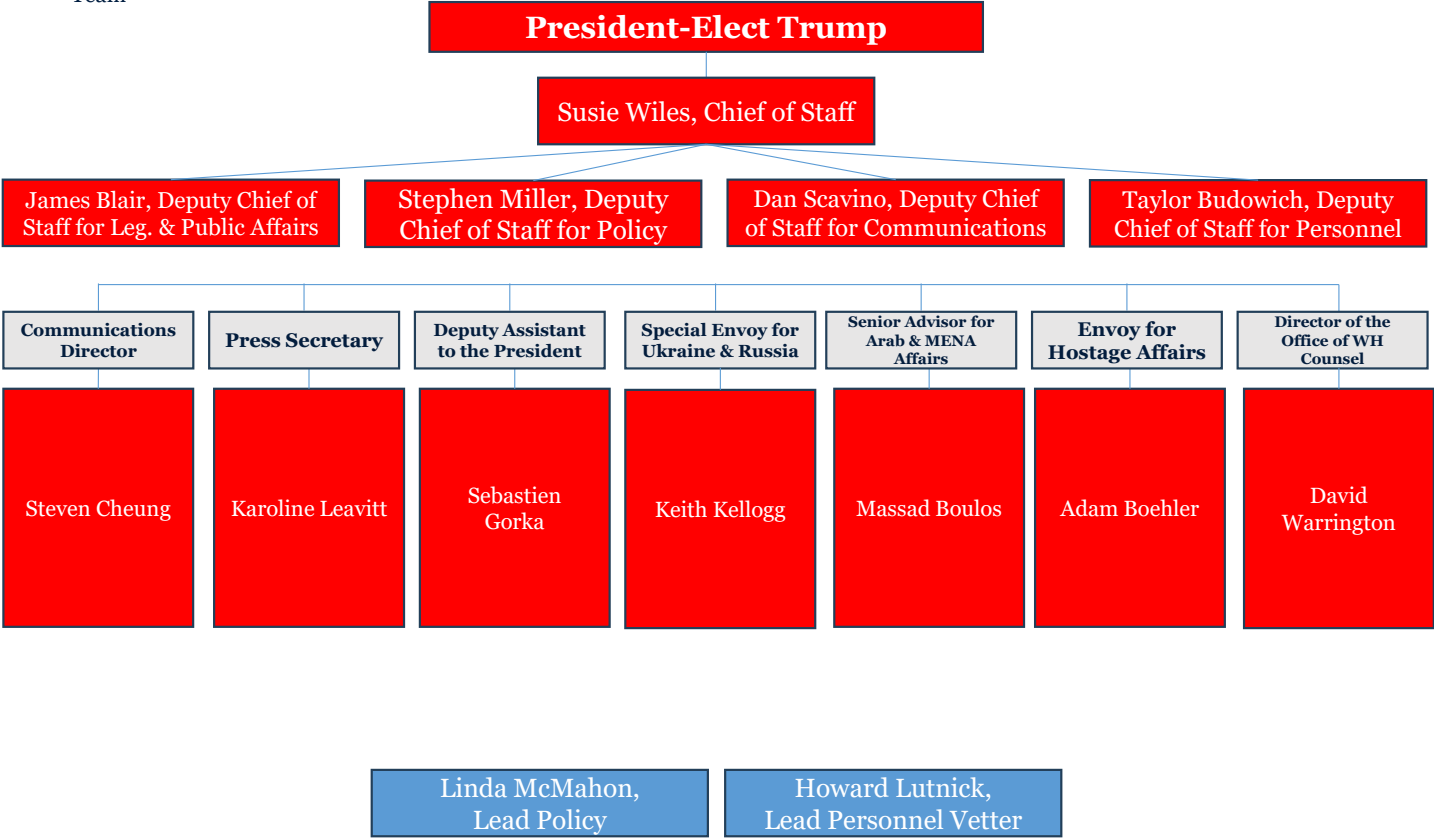 Team
President-Elect Trump
Susie Wiles, Chief of Staff
James Blair, Deputy Chief of
Staff for Leg. & Public Affairs
Stephen Miller, Deputy
Chief of Staff for Policy
Dan Scavino, Deputy Chief
of Staff for Communications
Taylor Budowich, Deputy
Chief of Staff for Personnel
Communications
Director
Press Secretary
Deputy Assistant
to the President
Special Envoy for
Ukraine & Russia
Senior Advisor for
Arab & MENA
Affairs
Envoy for
Hostage Affairs
Director of the
Office of WH
Counsel
Steven Cheung
Karoline Leavitt
Sebastien
Gorka
Keith Kellogg
Massad Boulos
Adam Boehler
David
Warrington
Linda McMahon,
Lead Policy
Howard Lutnick,
Lead Personnel Vetter